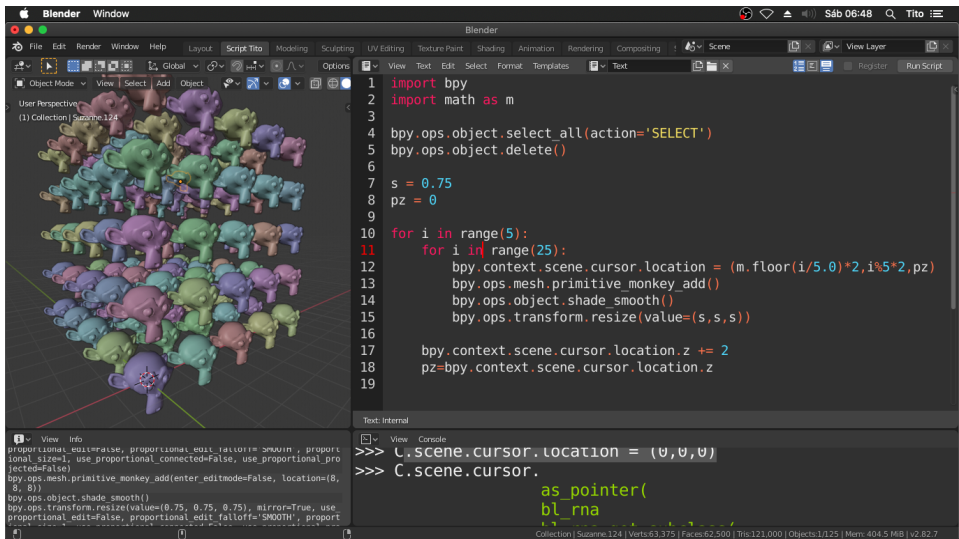 Blender Window Sáb 06:48 Tito
Blender
File Edit Render Window Help Layout Script Tito Modeling Sculpting UV Editing Texture Paint Shading Animation Rendering Compositing Scene View Layer
Global Options View Text Edit Select Format Templates Text Register Run Script
Object Mode View Select Add Object
User Perspective
(1) Collection | Suzanne.124
1 import bpy
2 import math as m
3
4 bpy.ops.object.select_all(action='SELECT')
5 bpy.ops.object.delete()
6
7 s = 0.75
8 pz = 0
9
10 for i in range(5):
11 for i in range(25):
12 bpy.context.scene.cursor.location = (m.floor(i/5.0)*2,i%5*2,pz)
13 bpy.ops.mesh.primitive_monkey_add()
14 bpy.ops.object.shade_smooth()
15 bpy.ops.transform.resize(value=(s,s,s))
16
17 bpy.context.scene.cursor.location.z += 2
18 pz=bpy.context.scene.cursor.location.z
19
Text: Internal
View Info
View Console
proportional_edit=False, proportional_edit_falloff='SMOOTH', proport
ional_size=1, use_proportional_connected=False, use_proportional_pro
jected=False)
bpy.ops.mesh.primitive_monkey_add(enter_editmode=False, location=(8,
8, 8))
bpy.ops.object.shade_smooth()
bpy.ops.transform.resize(value=(0.75, 0.75, 0.75), mirror=True, use_
proportional_edit=False, proportional_edit_falloff='SMOOTH', proport
>>> C.scene.cursor.location = (0,0,0)
>>> C.scene.cursor.
as_pointer(
bl_rna
Collection | Suzanne.124 | Verts:63,375 | Faces:62,500 | Tris:121,000 | Objects:1/125 | Mem: 404.5 MiB | v2.82.7